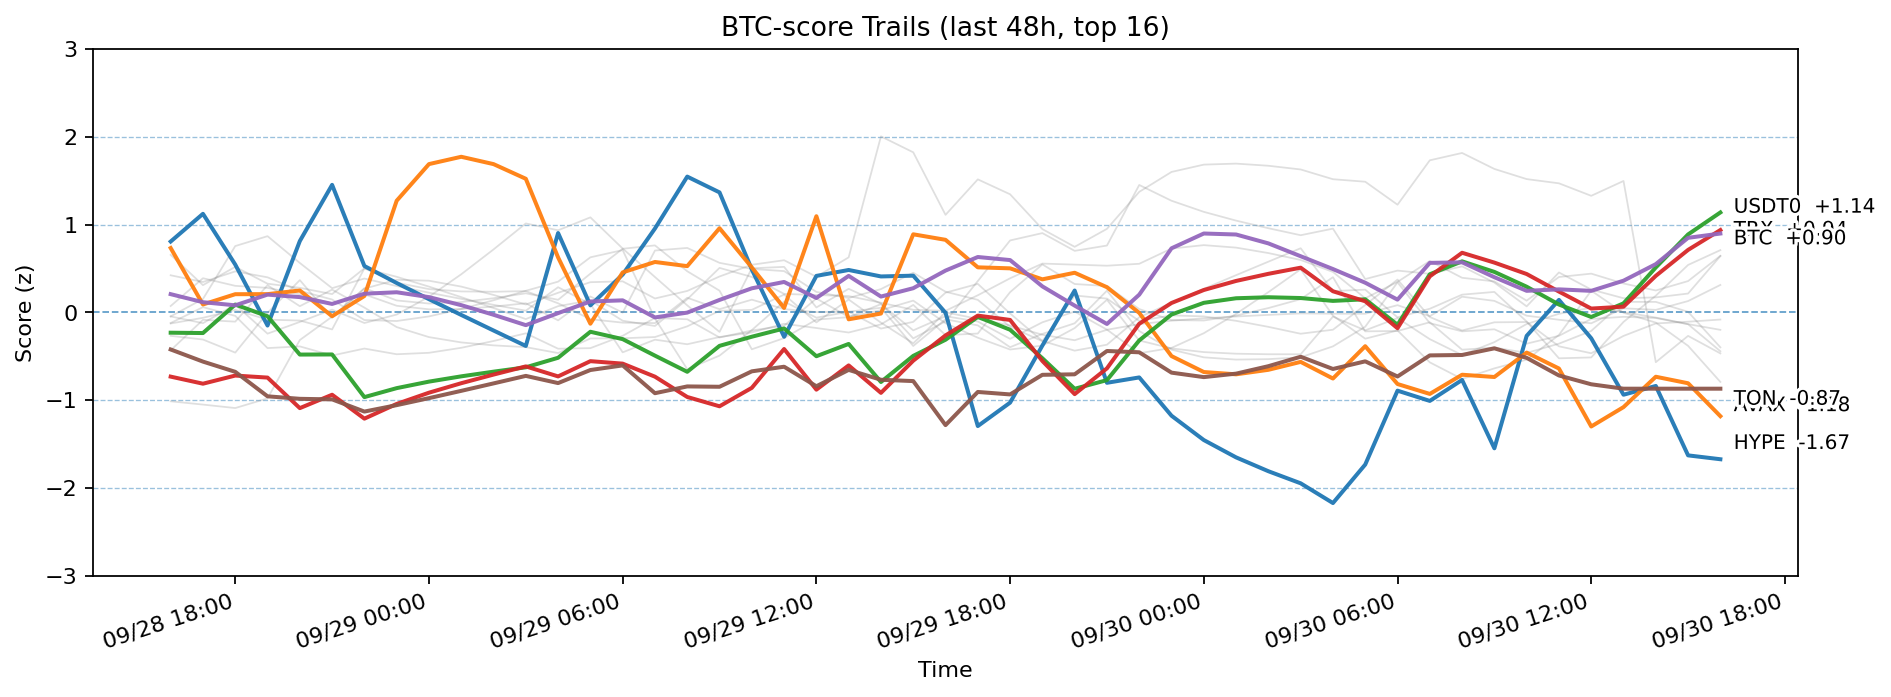 BTC-score Trails (last 48h, top 16)
Score (z)
3
2
1
0
−1
−2
−3
USDT0 +1.14
BTC +0.90
TON -0.87
HYPE -1.67
09/28 18:00
09/29 00:00
09/29 06:00
09/29 12:00
09/29 18:00
09/30 00:00
09/30 06:00
09/30 12:00
09/30 18:00
Time